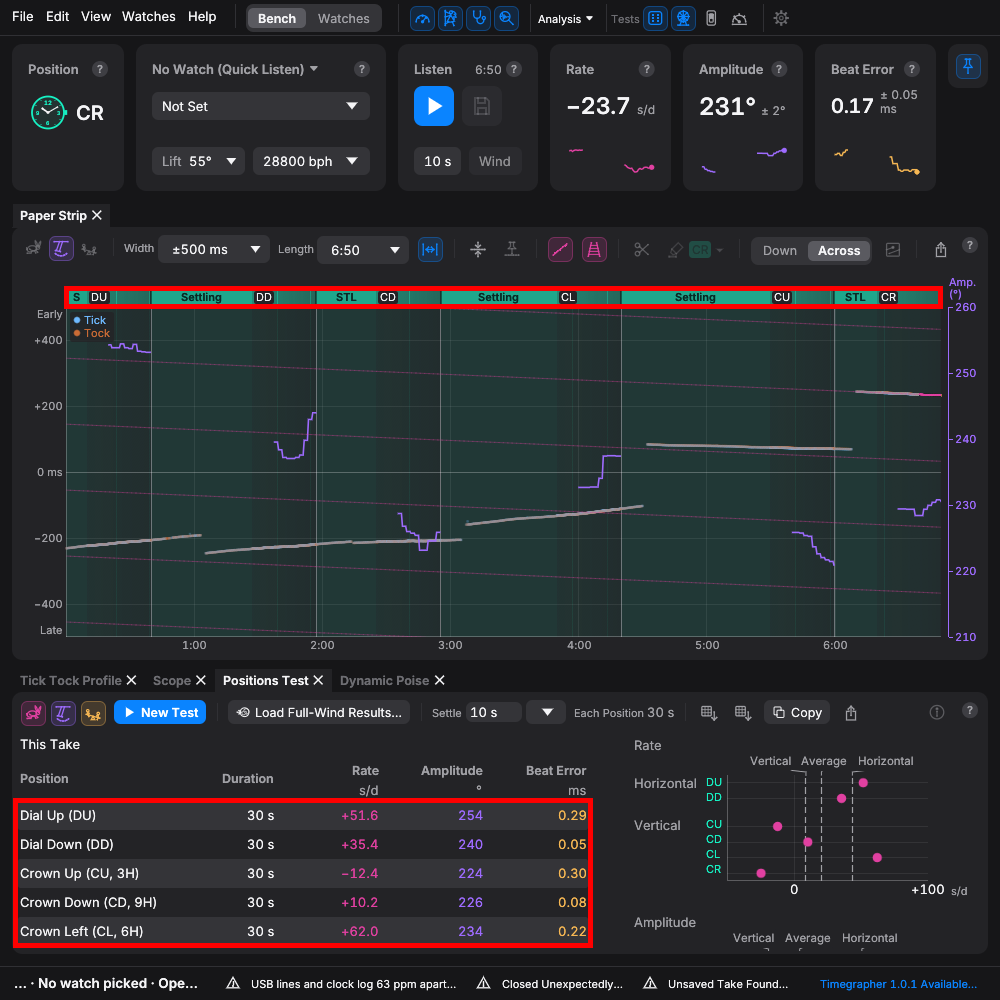 File Edit View Watches Help Bench Watches Analysis Tests
Position ?
CR
No Watch (Quick Listen) ?
Not Set
Lift 55° 28800 bph
Listen 6:50 ?
10 s Wind
Rate ?
−23.7 s/d
Amplitude ?
231° ± 2°
Beat Error ?
0.17 ± 0.05 ms
Paper Strip
Width ±500 ms Length 6:50 CR Down Across ?
S DU Settling DD STL CD Settling CL Settling CU STL CR
Amp. (°)
Early
Tick
Tock
+400
+200
0 ms
−200
−400
Late
260
250
240
230
220
210
1:00 2:00 3:00 4:00 5:00 6:00
Tick Tock Profile Scope Positions Test Dynamic Poise
New Test Load Full-Wind Results... Settle 10 s Each Position 30 s Copy ?
This Take
Position Duration Rate s/d Amplitude ° Beat Error ms
Dial Up (DU) 30 s +51.6 254 0.29
Dial Down (DD) 30 s +35.4 240 0.05
Crown Up (CU, 3H) 30 s −12.4 224 0.30
Crown Down (CD, 9H) 30 s +10.2 226 0.08
Crown Left (CL, 6H) 30 s +62.0 234 0.22
Rate
Vertical Average Horizontal
Horizontal DU
DD
Vertical CU
CD
CL
CR
0 +100 s/d
Amplitude
Vertical Average Horizontal
... · No watch picked · Ope... USB lines and clock log 63 ppm apart... Closed Unexpectedly... Unsaved Take Found... Timegrapher 1.0.1 Available...